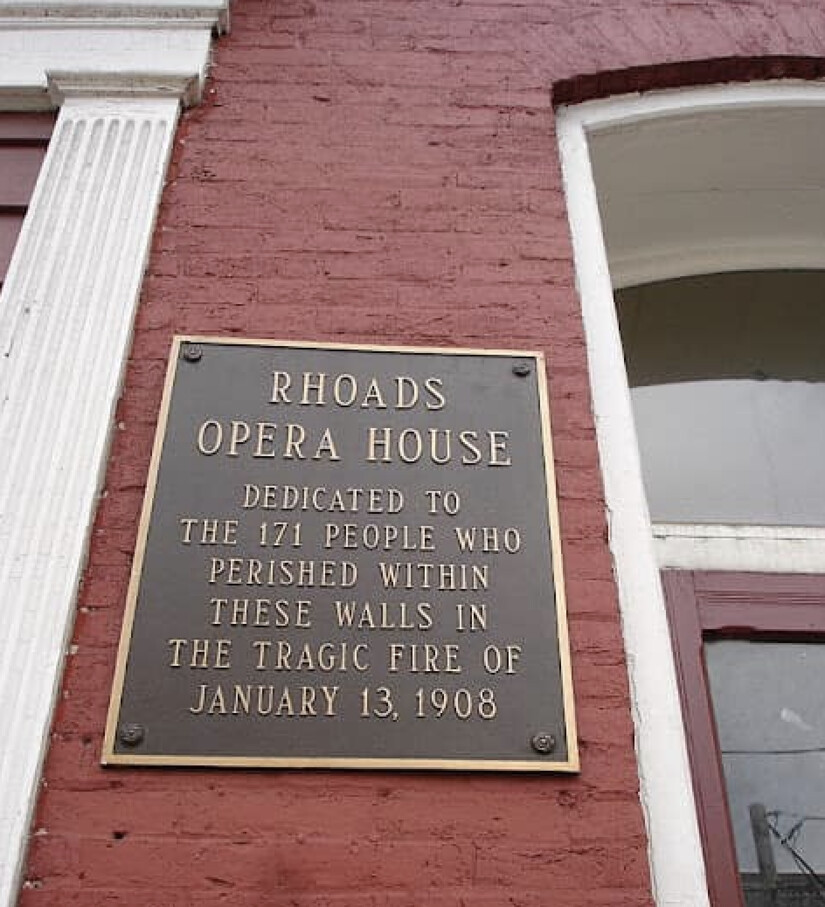 RHOADS
OPERA HOUSE
DEDICATED TO
THE 171 PEOPLE WHO
PERISHED WITHIN
THESE WALLS IN
THE TRAGIC FIRE OF
JANUARY 13, 1908